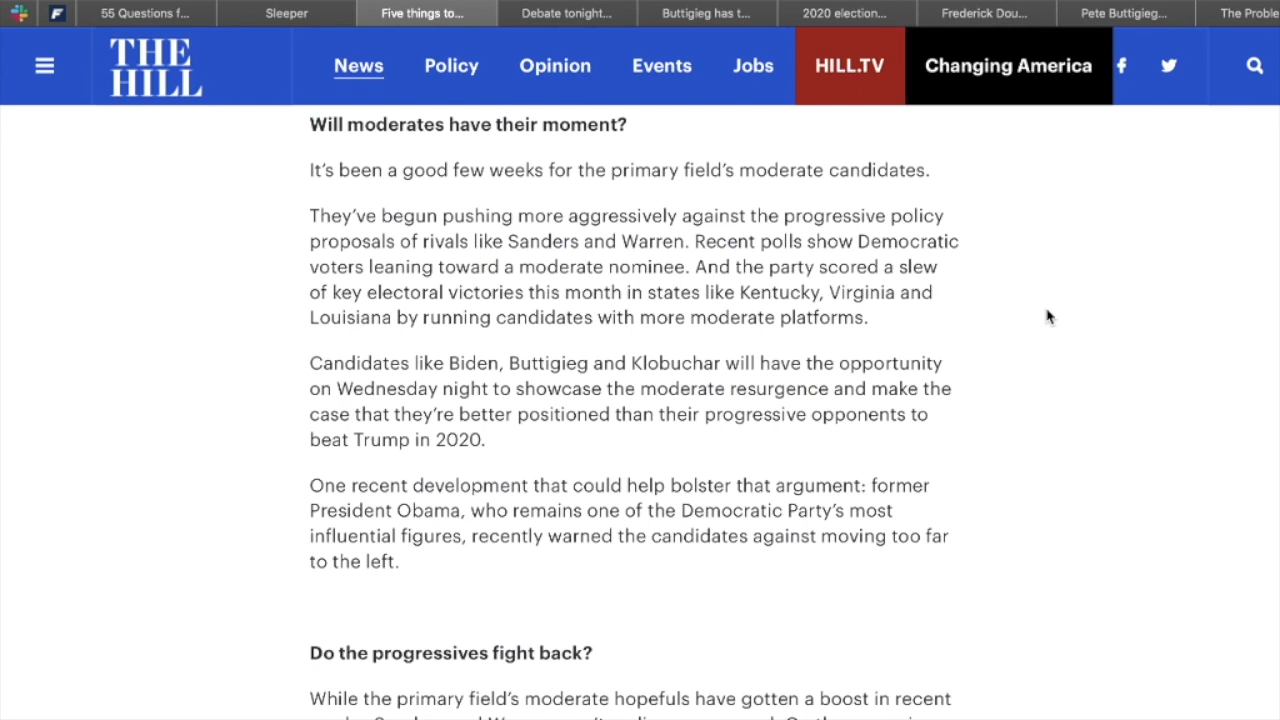 55 Questions f...
Sleeper
Five things to...
Debate tonight...
Buttigieg has t...
2020 election...
Frederick Dou...
Pete Buttigieg...
The Proble
THE
HILL
News
Policy
Opinion
Events
Jobs
HILL.TV
Changing America
Will moderates have their moment?
It's been a good few weeks for the primary field's moderate candidates.
They've begun pushing more aggressively against the progressive policy
proposals of rivals like Sanders and Warren. Recent polls show Democratic
voters leaning toward a moderate nominee. And the party scored a slew
of key electoral victories this month in states like Kentucky, Virginia and
Louisiana by running candidates with more moderate platforms.
Candidates like Biden, Buttigieg and Klobuchar will have the opportunity
on Wednesday night to showcase the moderate resurgence and make the
case that they're better positioned than their progressive opponents to
beat Trump in 2020.
One recent development that could help bolster that argument: former
President Obama, who remains one of the Democratic Party's most
influential figures, recently warned the candidates against moving too far
to the left.
Do the progressives fight back?
While the primary field's moderate hopefuls have gotten a boost in recent